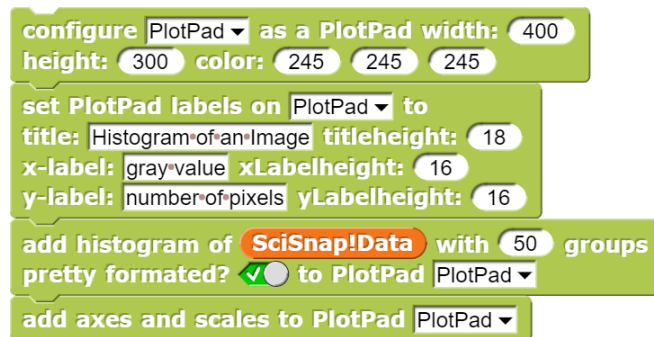 configure PlotPad as a PlotPad width: 400
height: 300 color: 245 245 245
set PlotPad labels on PlotPad to
title: Histogram of an Image titleheight: 18
x-label: gray value xLabelheight: 16
y-label: number of pixels yLabelheight: 16
add histogram of SciSnap!Data with 50 groups
pretty formated? to PlotPad PlotPad
add axes and scales to PlotPad PlotPad